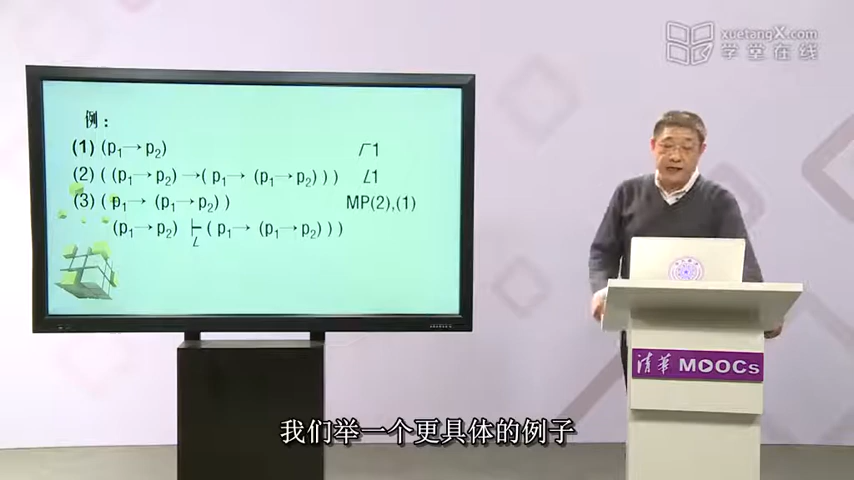 xuetangX.com
学堂在线
例：
(1) (p₁→p₂) Γ1
(2) ( (p₁→p₂) →( p₁→ (p₁→p₂) ) ) L1
(3) ( p₁→ (p₁→p₂) ) MP(2),(1)
(p₁→p₂) ⊢L ( p₁→ (p₁→p₂) ) )
清华 MOOCs
我们举一个更具体的例子